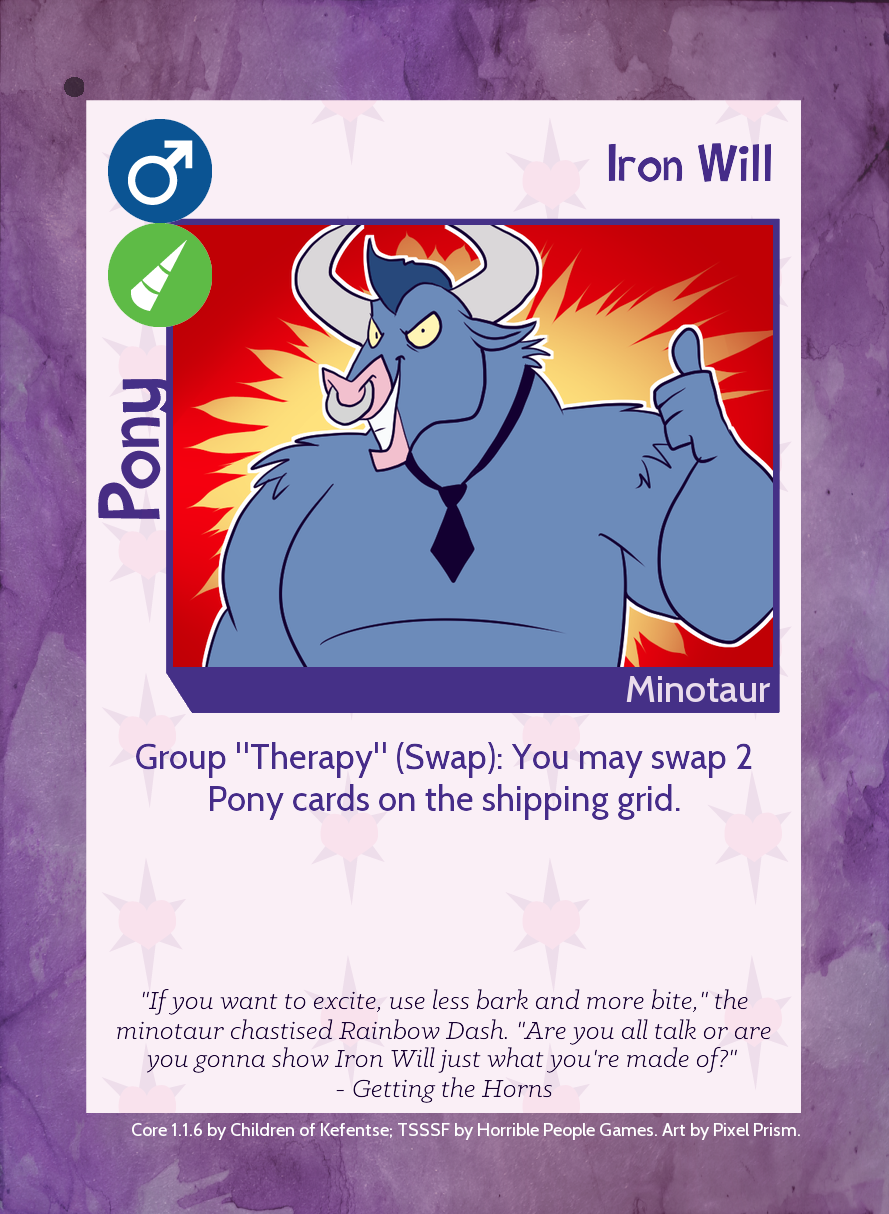 Iron Will
Pony
Minotaur
Group "Therapy" (Swap): You may swap 2
Pony cards on the shipping grid.
"If you want to excite, use less bark and more bite," the
minotaur chastised Rainbow Dash. "Are you all talk or are
you gonna show Iron Will just what you're made of?"
- Getting the Horns
Core 1.1.6 by Children of Kefentse; TSSSF by Horrible People Games. Art by Pixel Prism.